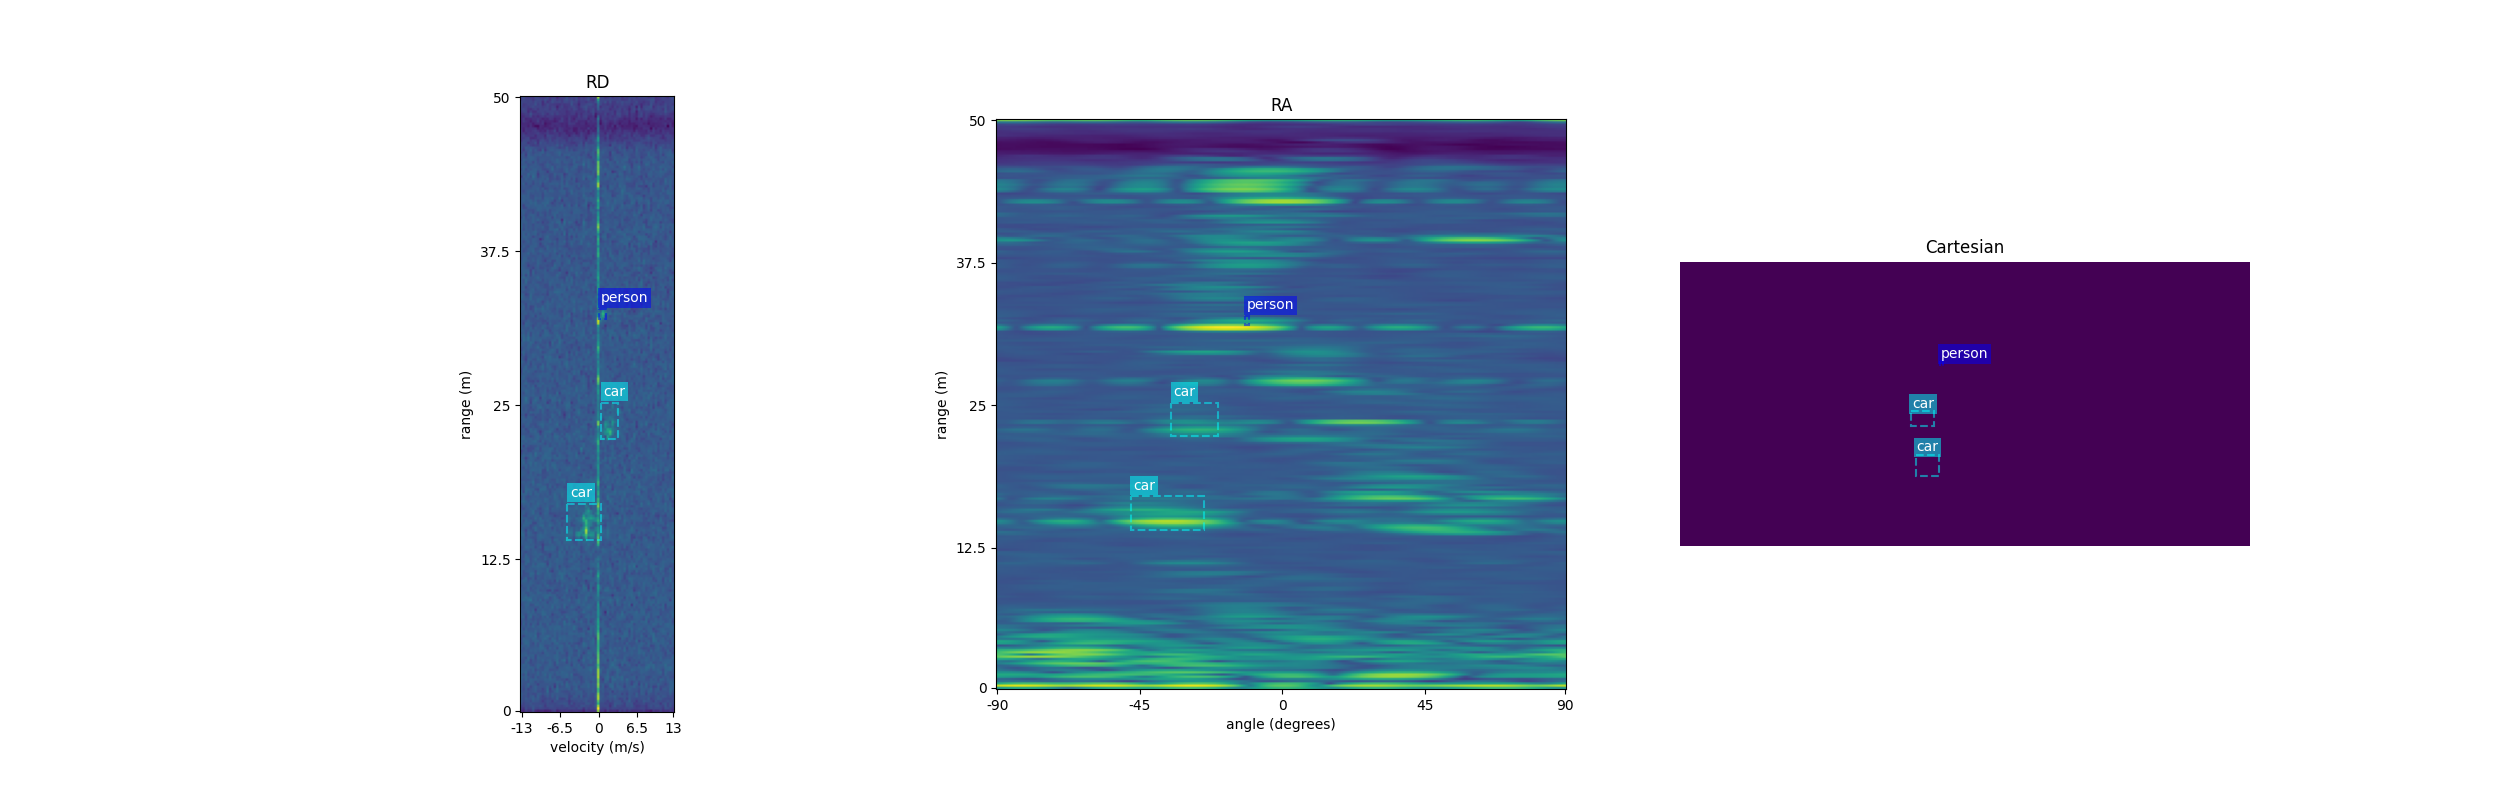 RD
50
37.5
25
12.5
0
range (m)
person
car
car
-13 -6.5 0 6.5 13
velocity (m/s)
RA
50
37.5
25
12.5
0
range (m)
person
car
car
-90 -45 0 45 90
angle (degrees)
Cartesian
person
car
car